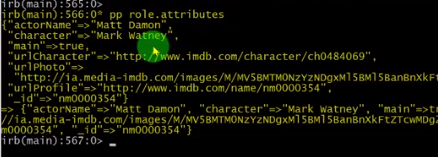 irb(main):565:0>
irb(main):566:0* pp role.attributes
{"actorName"=>"Matt Damon",
"character"=>"Mark Watney",
"main"=>true,
"urlCharacter"=>"http://www.imdb.com/character/ch0484069",
"urlPhoto"=>
"http://ia.media-imdb.com/images/M/MV5BMTM0NzYzNDgxMl5BMl5BanBnXkFt
"urlProfile"=>"http://www.imdb.com/name/nm0000354",
"_id"=>"nm0000354"}
=> {"actorName"=>"Matt Damon", "character"=>"Mark Watney", "main"=>tr
//ia.media-imdb.com/images/M/MV5BMTM0NzYzNDgxMl5BMl5BanBnXkFtZTcwMDg2
m0000354", "_id"=>"nm0000354"}
irb(main):567:0>